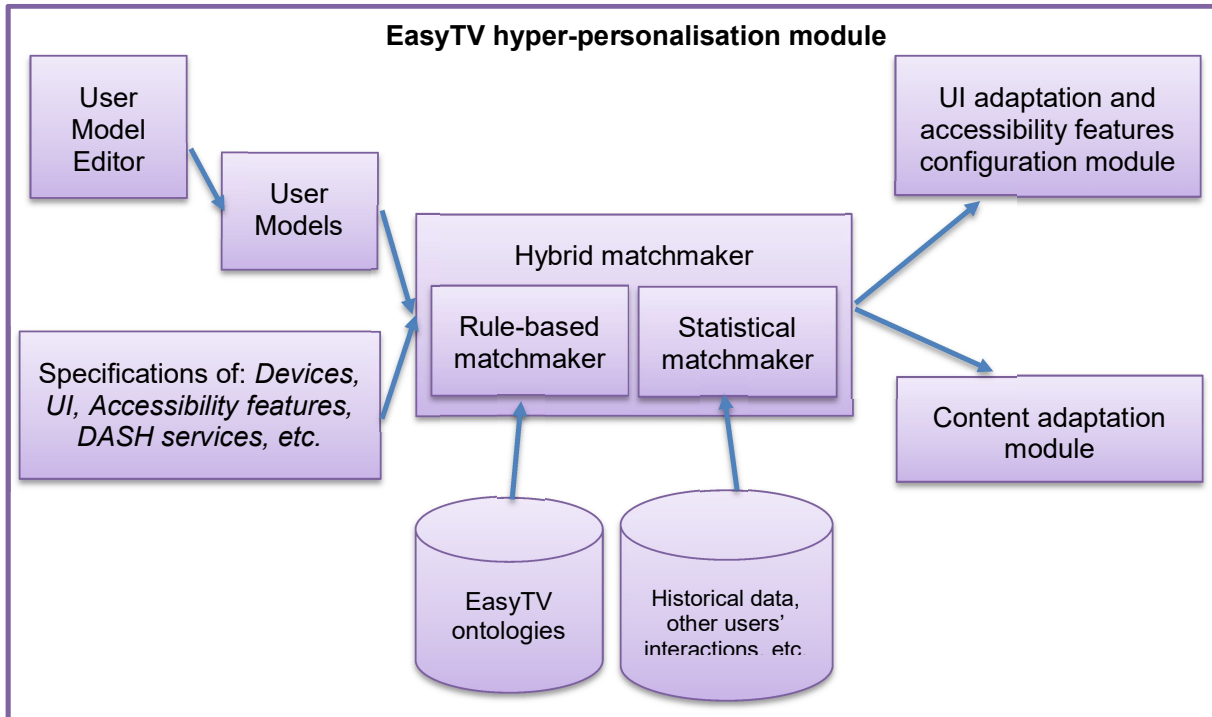 EasyTV hyper-personalisation module
User
Model
Editor
User
Models
Specifications of: Devices,
UI, Accessibility features,
DASH services, etc.
Hybrid matchmaker
Rule-based
matchmaker
Statistical
matchmaker
UI adaptation and
accessibility features
configuration module
Content adaptation
module
EasyTV
ontologies
Historical data,
other users'
interactions, etc.